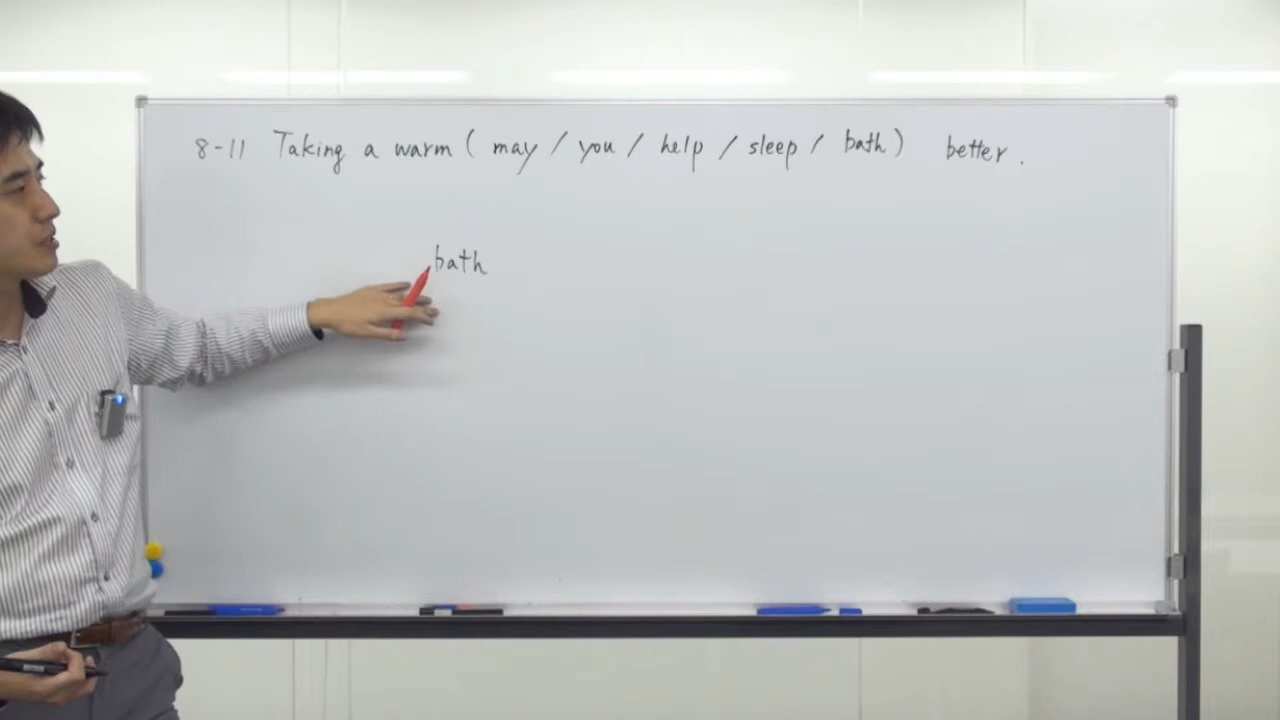 8-11 Taking a warm ( may / you / help / sleep / bath ) better.
bath